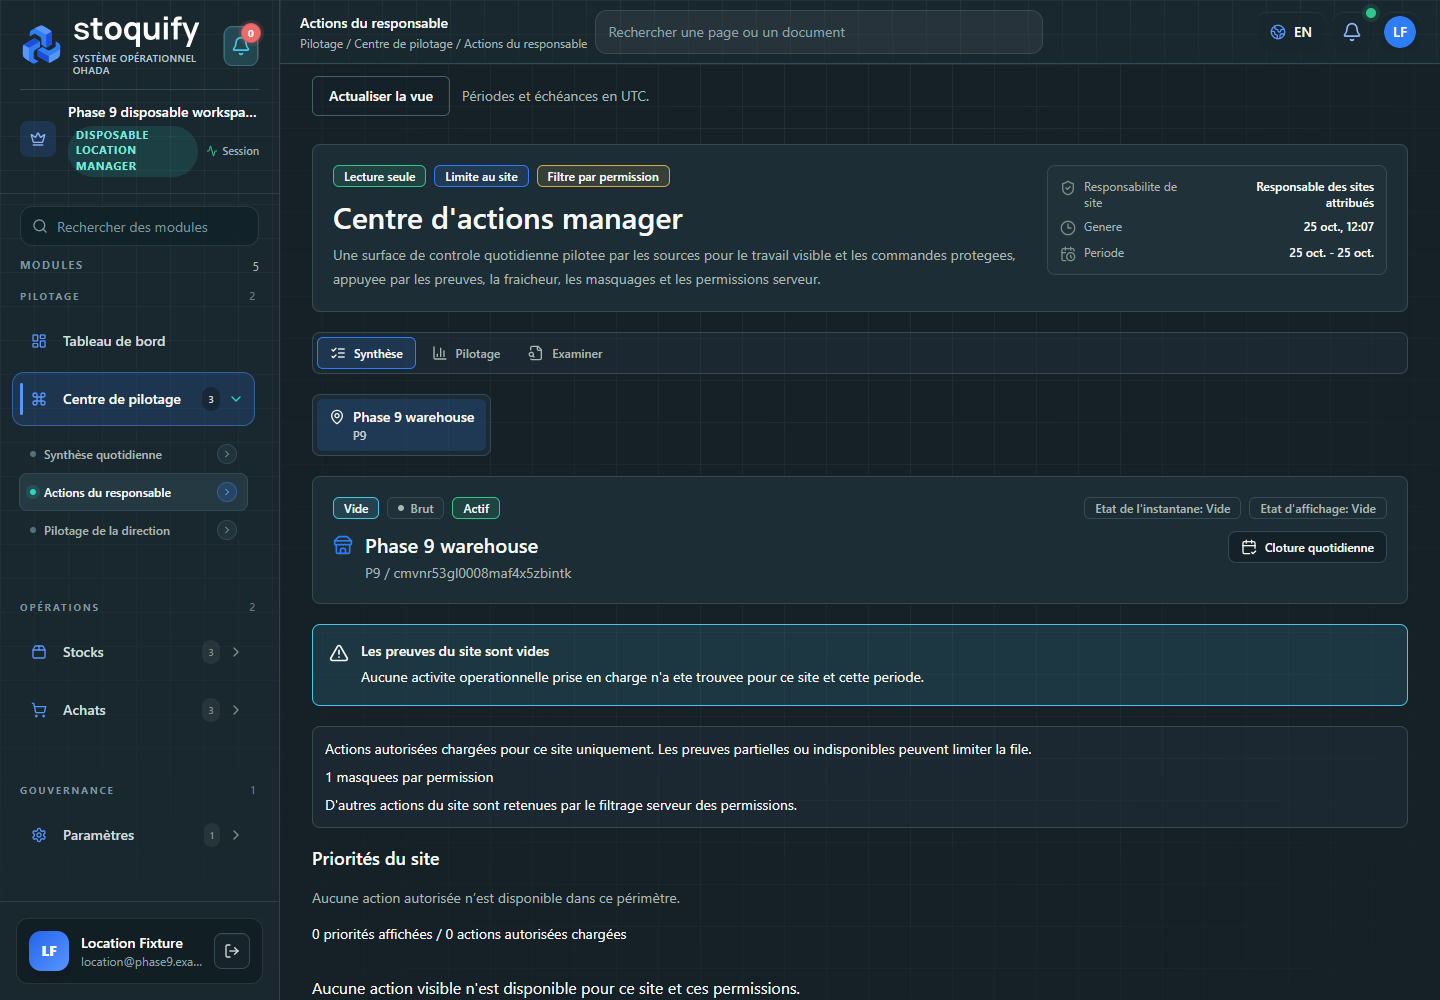 stoquify
SYSTÈME OPÉRATIONNEL
OHADA
0
Phase 9 disposable workspa...
DISPOSABLE
LOCATION
MANAGER
Session
Rechercher des modules
MODULES 5
PILOTAGE 2
Tableau de bord
Centre de pilotage 3
Synthèse quotidienne
Actions du responsable
Pilotage de la direction
OPÉRATIONS 2
Stocks 3
Achats 3
GOUVERNANCE 1
Paramètres 1
LF
Location Fixture
location@phase9.exa...
Actions du responsable
Pilotage / Centre de pilotage / Actions du responsable
Rechercher une page ou un document
EN
LF
Actualiser la vue
Périodes et échéances en UTC.
Lecture seule
Limite au site
Filtre par permission
Centre d'actions manager
Une surface de controle quotidienne pilotee par les sources pour le travail visible et les commandes protegees,
appuyee par les preuves, la fraicheur, les masquages et les permissions serveur.
Responsabilite de
site
Responsable des sites
attribués
Genere 25 oct., 12:07
Periode 25 oct. - 25 oct.
Synthèse
Pilotage
Examiner
Phase 9 warehouse
P9
Vide
Brut
Actif
Etat de l'instantane: Vide
Etat d'affichage: Vide
Phase 9 warehouse
P9 / cmvnr53gl0008maf4x5zbintk
Cloture quotidienne
Les preuves du site sont vides
Aucune activite operationnelle prise en charge n'a ete trouvee pour ce site et cette periode.
Actions autorisées chargées pour ce site uniquement. Les preuves partielles ou indisponibles peuvent limiter la file.
1 masquees par permission
D'autres actions du site sont retenues par le filtrage serveur des permissions.
Priorités du site
Aucune action autorisée n’est disponible dans ce périmètre.
0 priorités affichées / 0 actions autorisées chargées
Aucune action visible n'est disponible pour ce site et ces permissions.